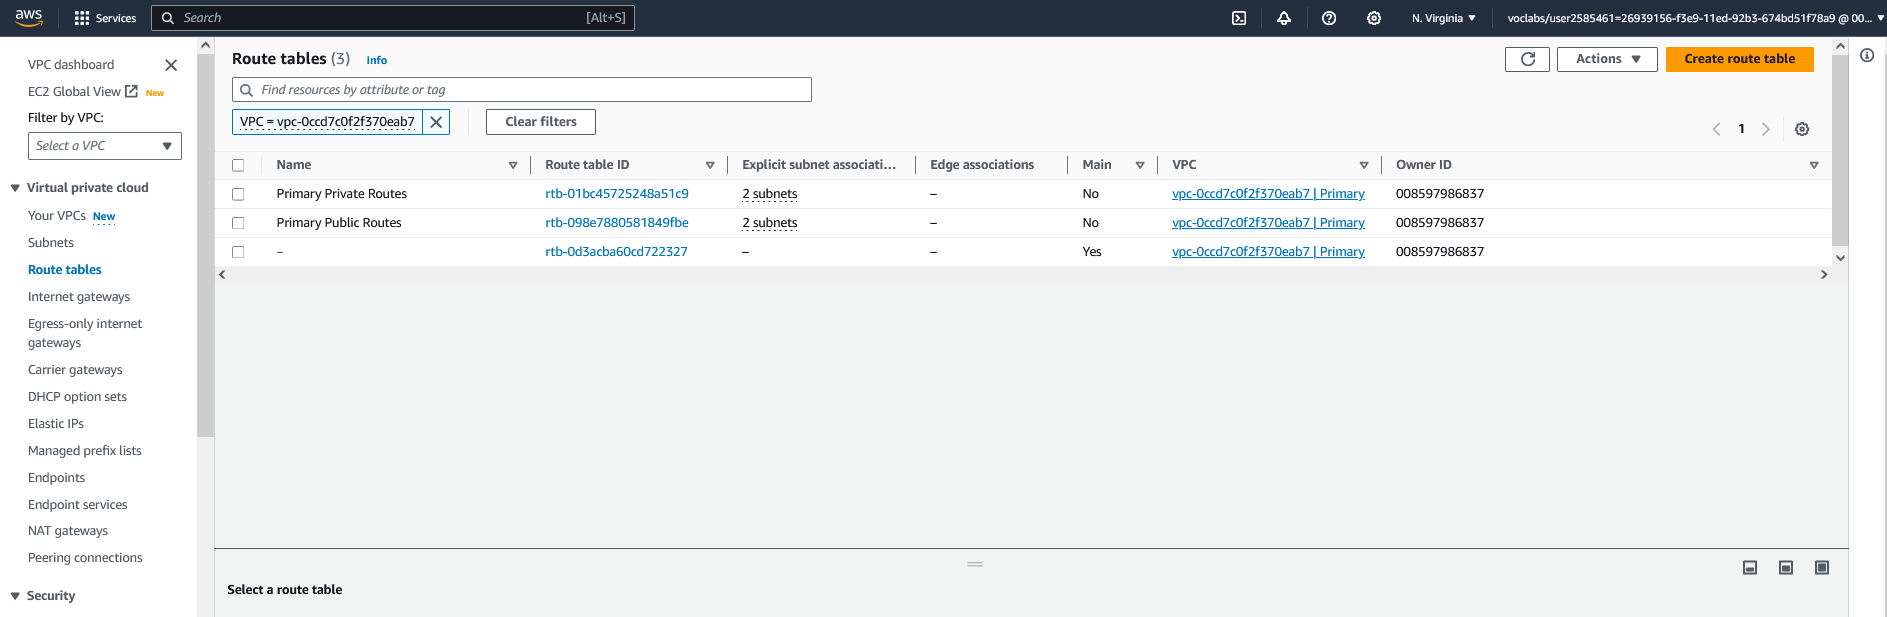 aws
Services
Search
[Alt+S]
N. Virginia
voclabs/user2585461=26939156-f3e9-11ed-92b3-674bd51f78a9 @ 00...
VPC dashboard
EC2 Global View New
Filter by VPC:
Select a VPC
Virtual private cloud
Your VPCs New
Subnets
Route tables
Internet gateways
Egress-only internet
gateways
Carrier gateways
DHCP option sets
Elastic IPs
Managed prefix lists
Endpoints
Endpoint services
NAT gateways
Peering connections
Security
Route tables (3) Info
Actions
Create route table
Find resources by attribute or tag
VPC = vpc-0ccd7c0f2f370eab7
Clear filters
1
Name Route table ID Explicit subnet associati... Edge associations Main VPC Owner ID
Primary Private Routes rtb-01bc45725248a51c9 2 subnets – No vpc-0ccd7c0f2f370eab7 | Primary 008597986837
Primary Public Routes rtb-098e7880581849fbe 2 subnets – No vpc-0ccd7c0f2f370eab7 | Primary 008597986837
– rtb-0d3acba60cd722327 – – Yes vpc-0ccd7c0f2f370eab7 | Primary 008597986837
Select a route table